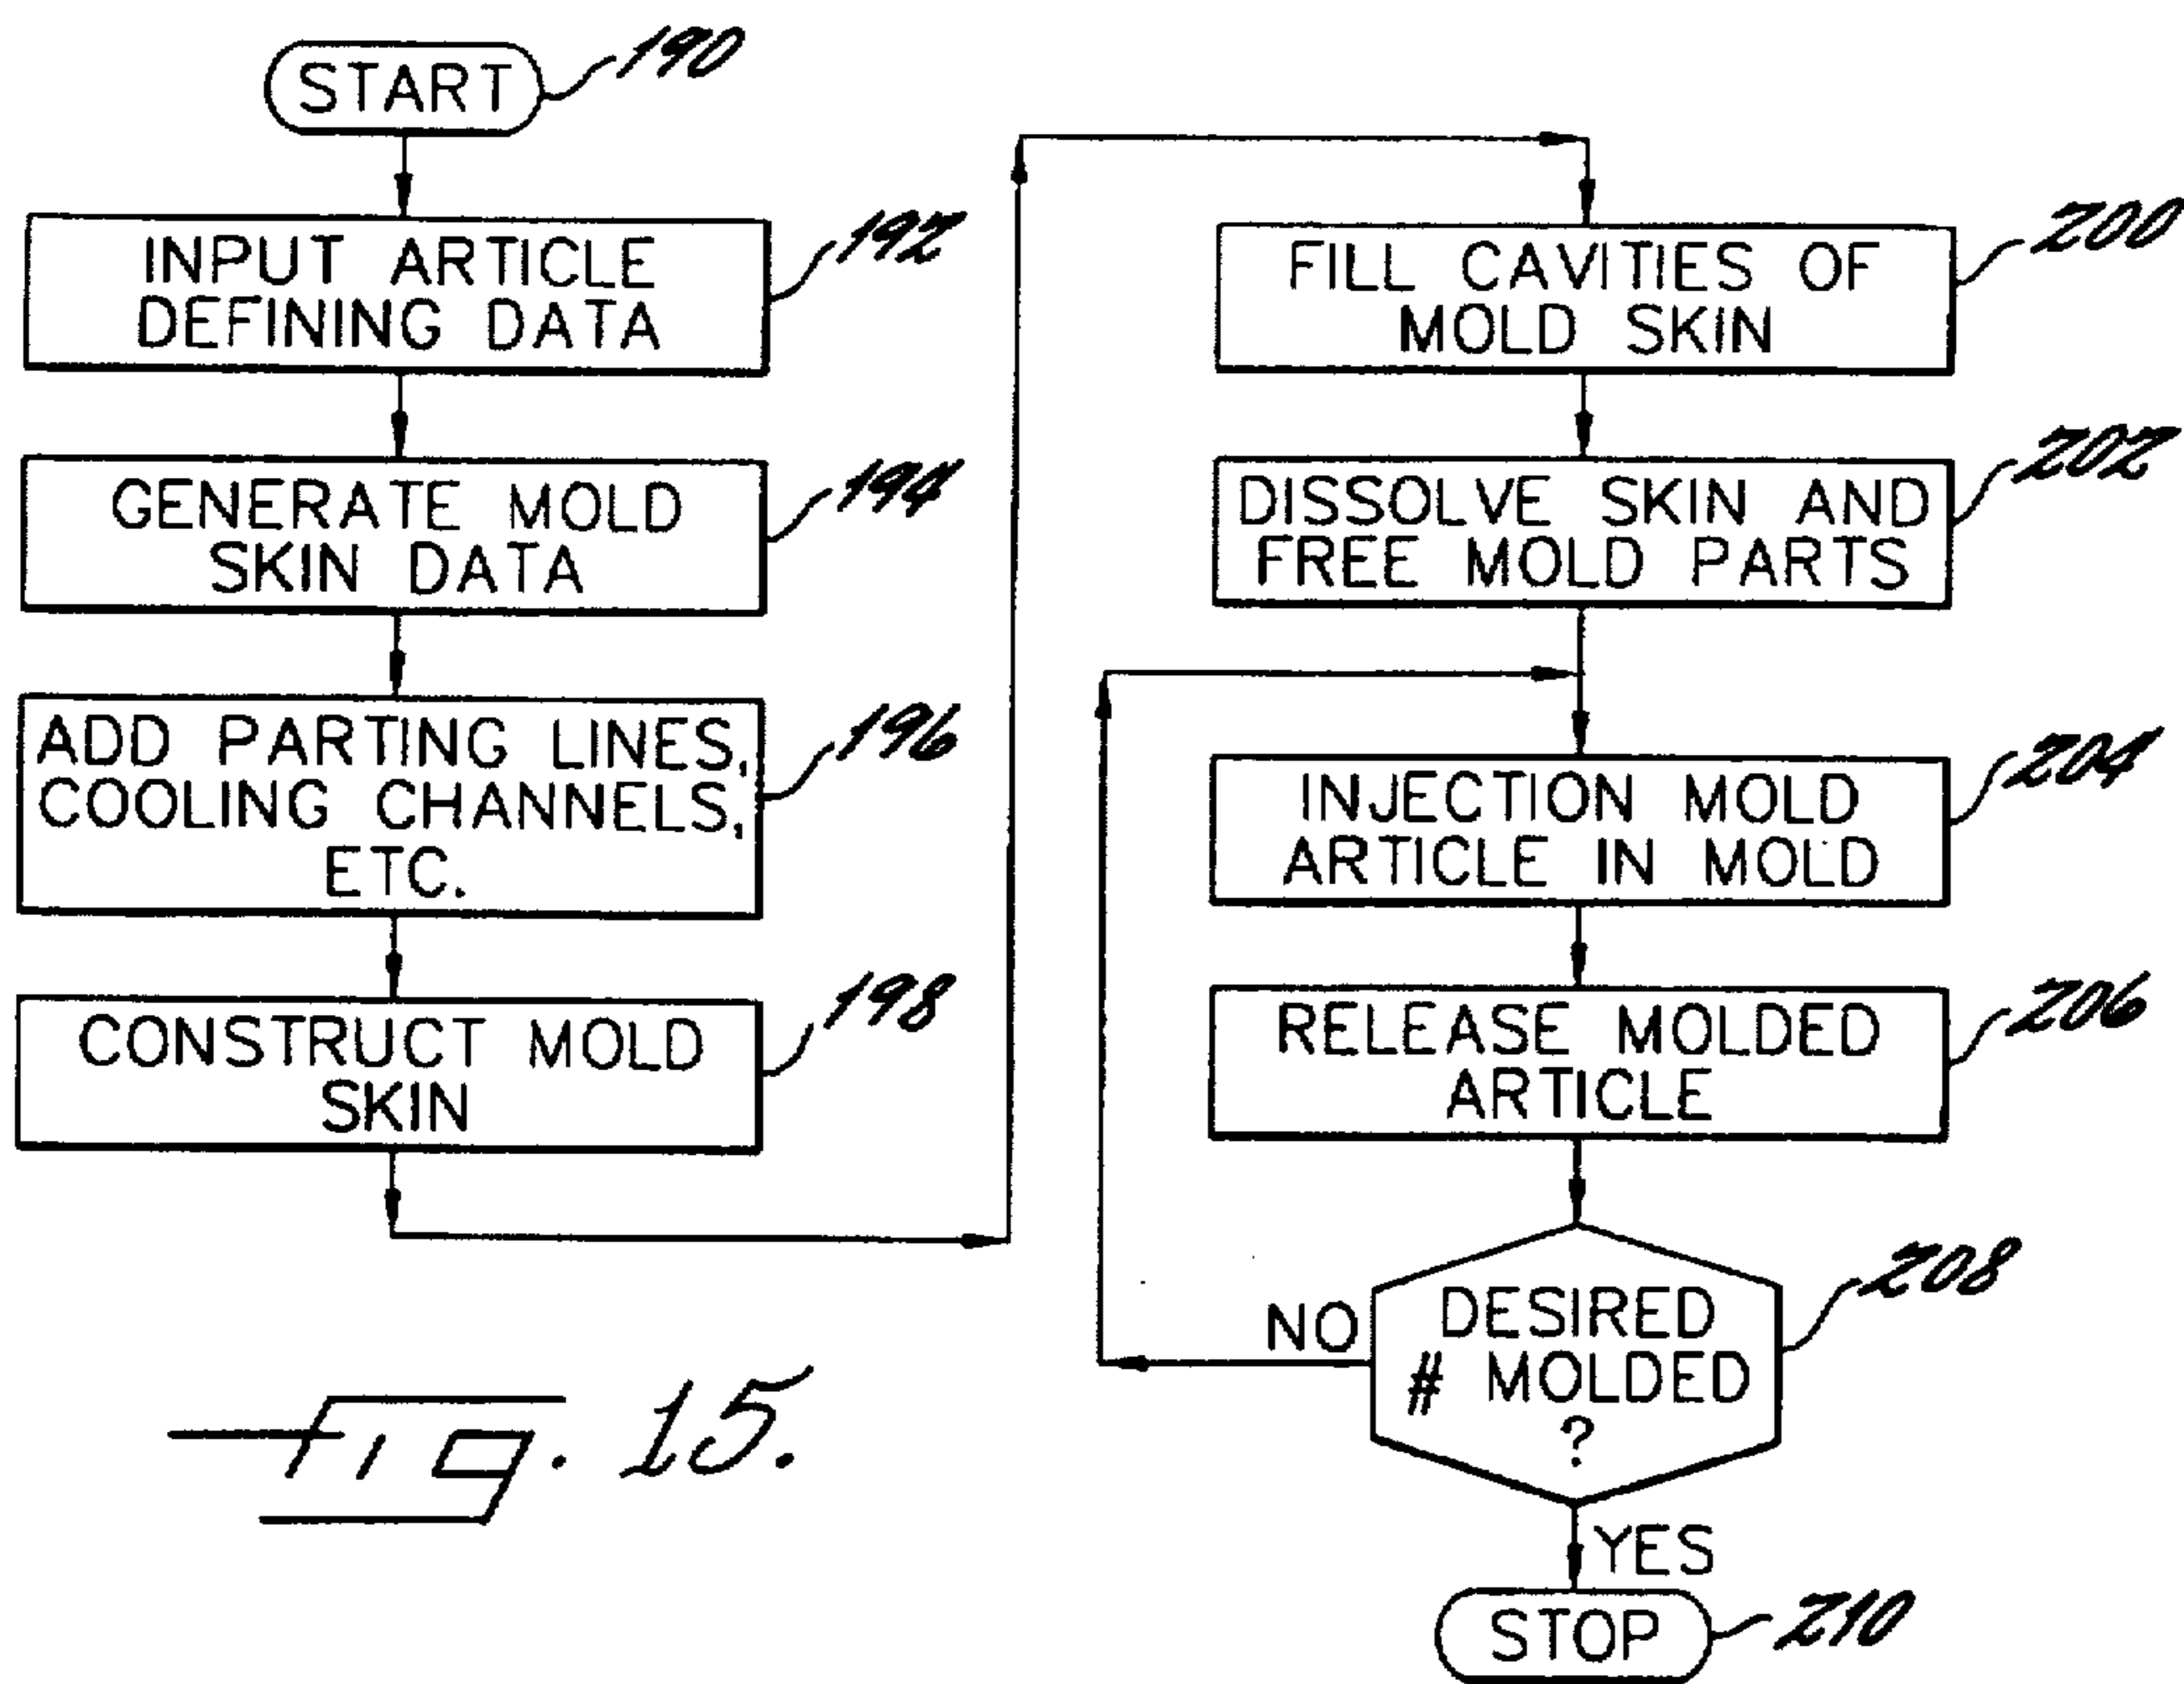 START
190
INPUT ARTICLE
DEFINING DATA
192
GENERATE MOLD
SKIN DATA
194
ADD PARTING LINES,
COOLING CHANNELS,
ETC.
196
CONSTRUCT MOLD
SKIN
198
FILL CAVITIES OF
MOLD SKIN
200
DISSOLVE SKIN AND
FREE MOLD PARTS
202
INJECTION MOLD
ARTICLE IN MOLD
204
RELEASE MOLDED
ARTICLE
206
DESIRED
# MOLDED
?
208
NO
YES
STOP
210
Fig. 15.